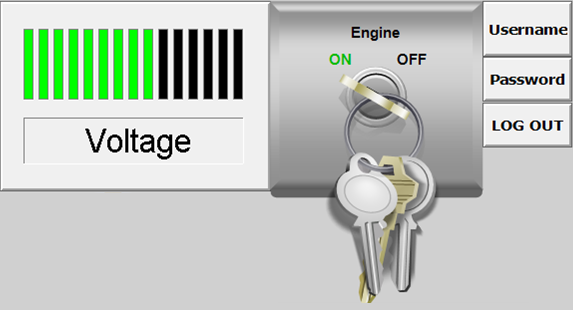 Voltage
Engine
ON OFF
Username
Password
LOG OUT